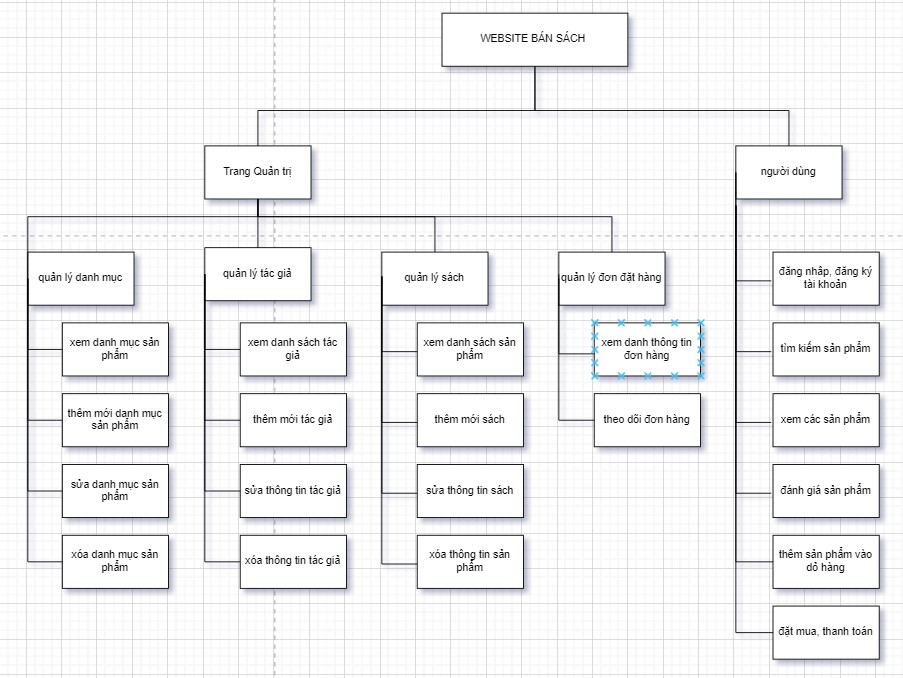 WEBSITE BÁN SÁCH
Trang Quản trị
người dùng
quản lý danh mục
quản lý tác giả
quản lý sách
quản lý đơn đặt hàng
đăng nhâp, đăng ký
tài khoản
xem danh mục sản
phẩm
xem danh sách tác
giả
xem danh sách sản
phẩm
xem danh thông tin
đơn hàng
tìm kiếm sản phẩm
thêm mới danh mục
sản phẩm
thêm mới tác giả
thêm mới sách
theo dõi đơn hàng
xem các sản phẩm
sửa danh mục sản
phẩm
sửa thông tin tác giả
sửa thông tin sách
đánh giá sản phẩm
xóa danh mục sản
phẩm
xóa thông tin tác giả
xóa thông tin sản
phẩm
thêm sản phẩm vào
dỏ hàng
đặt mua, thanh toán